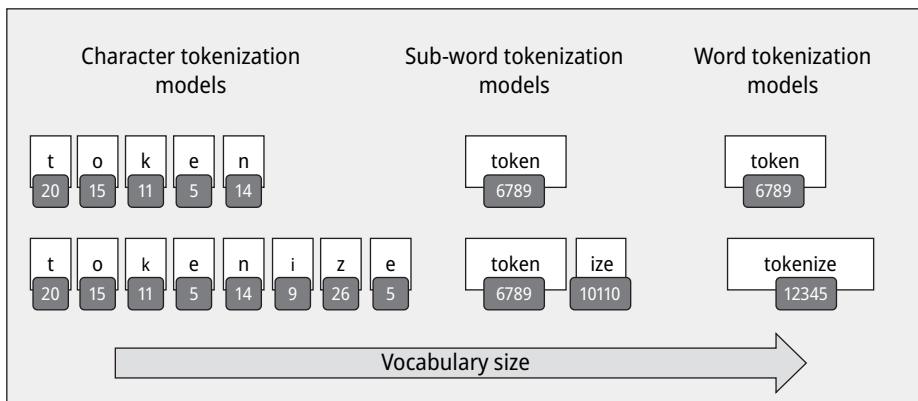 Character tokenization
models
Sub-word tokenization
models
Word tokenization
models
t o k e n
20 15 11 5 14
token
6789
token
6789
t o k e n i z e
20 15 11 5 14 9 26 5
token ize
6789 10110
tokenize
12345
Vocabulary size